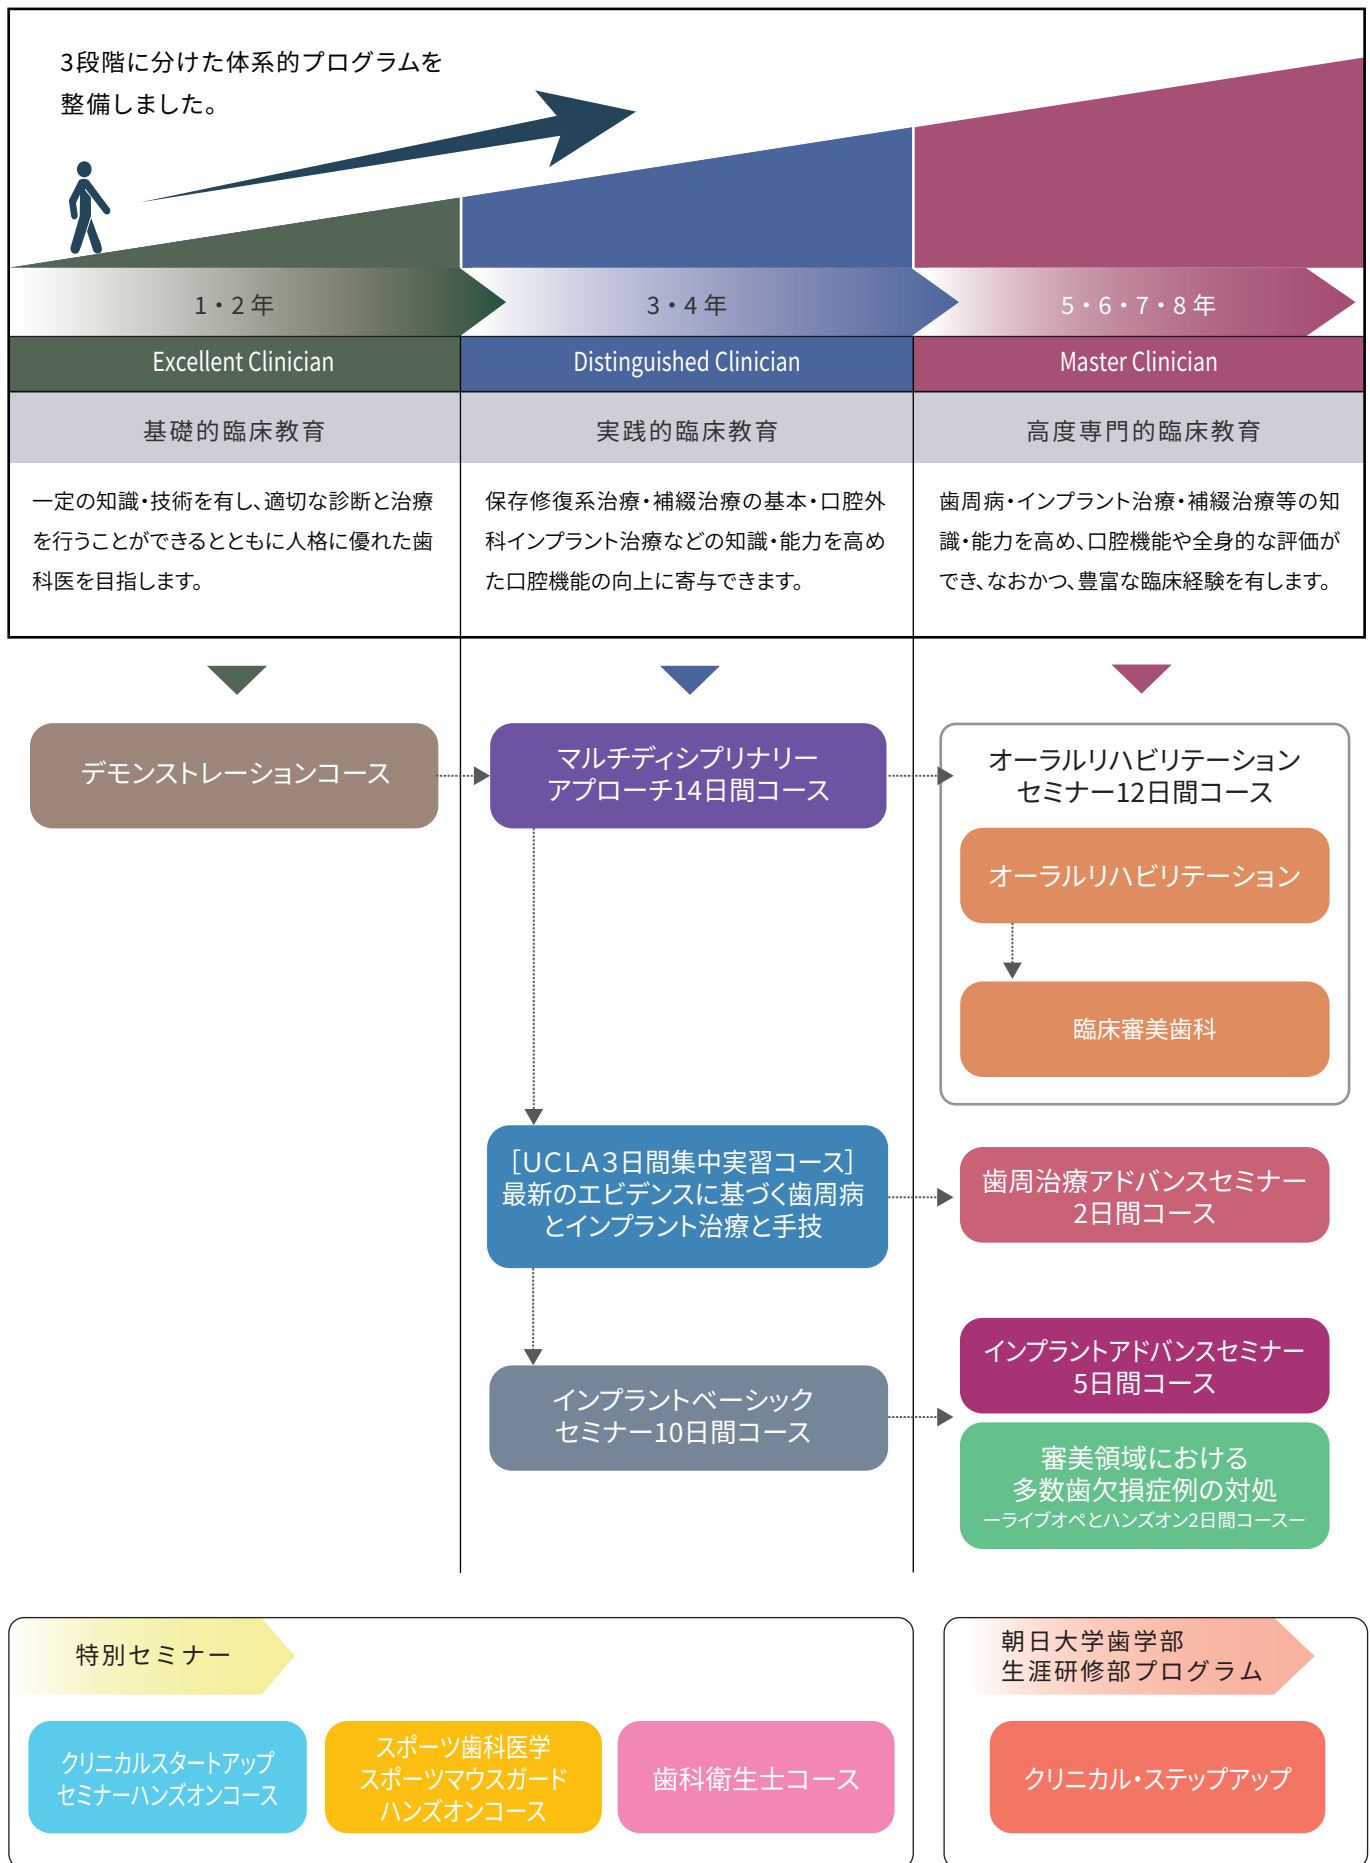 3段階に分けた体系的プログラムを
整備しました。
1・2 年
3・4 年
5・6・7・8 年
Excellent Clinician
Distinguished Clinician
Master Clinician
基礎的臨床教育
実践的臨床教育
高度専門的臨床教育
一定の知識・技術を有し、適切な診断と治療
を行うことができるとともに人格に優れた歯
科医を目指します。
保存修復系治療・補綴治療の基本・口腔外
科インプラント治療などの知識・能力を高め
た口腔機能の向上に寄与できます。
歯周病・インプラント治療・補綴治療等の知
識・能力を高め、口腔機能や全身的な評価が
でき、なおかつ、豊富な臨床経験を有します。
デモンストレーションコース
マルチディシプリナリー
アプローチ14日間コース
オーラルリハビリテーション
セミナー12日間コース
オーラルリハビリテーション
臨床審美歯科
［UCLA３日間集中実習コース］
最新のエビデンスに基づく歯周病
とインプラント治療と手技
歯周治療アドバンスセミナー
2日間コース
インプラントベーシック
セミナー10日間コース
インプラントアドバンスセミナー
5日間コース
審美領域における
多数歯欠損症例の対処
ーライブオペとハンズオン2日間コースー
特別セミナー
クリニカルスタートアップ
セミナーハンズオンコース
スポーツ歯科医学
スポーツマウスガード
ハンズオンコース
歯科衛生士コース
朝日大学歯学部
生涯研修部プログラム
クリニカル・ステップアップ